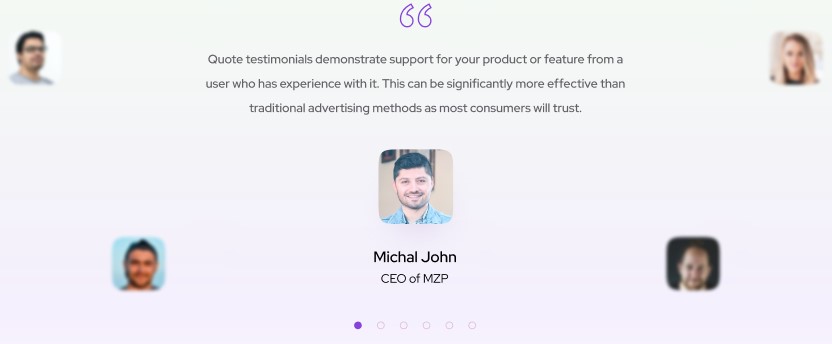 “
Quote testimonials demonstrate support for your product or feature from a
user who has experience with it. This can be significantly more effective than
traditional advertising methods as most consumers will trust.
Michal John
CEO of MZP